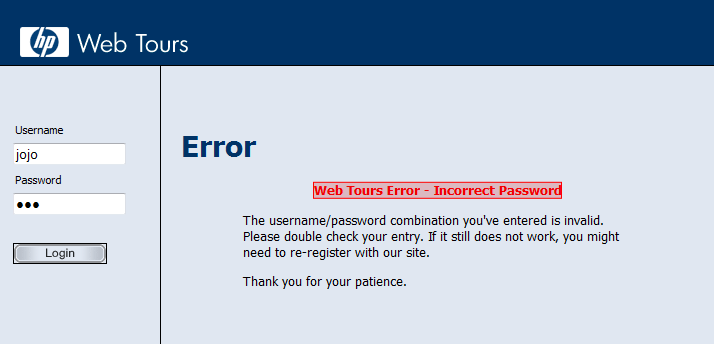 hp Web Tours
Username
jojo
Password
●●●
Login
Error
Web Tours Error - Incorrect Password
The username/password combination you've entered is invalid.
Please double check your entry. If it still does not work, you might
need to re-register with our site.
Thank you for your patience.